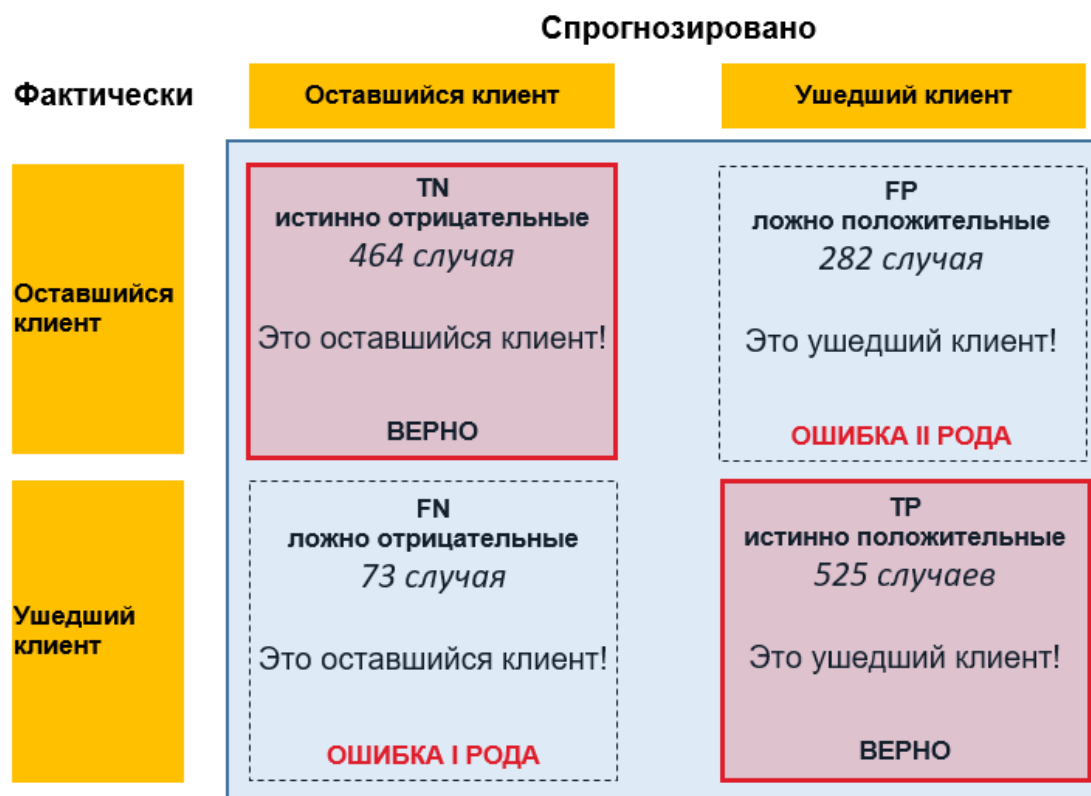 Спрогнозировано
Фактически
Оставшийся клиент
Ушедший клиент
Оставшийся
клиент
TN
истинно отрицательные
464 случая
Это оставшийся клиент!
ВЕРНО
FP
ложно положительные
282 случая
Это ушедший клиент!
ОШИБКА II РОДА
Ушедший
клиент
FN
ложно отрицательные
73 случая
Это оставшийся клиент!
ОШИБКА I РОДА
TP
истинно положительные
525 случаев
Это ушедший клиент!
ВЕРНО